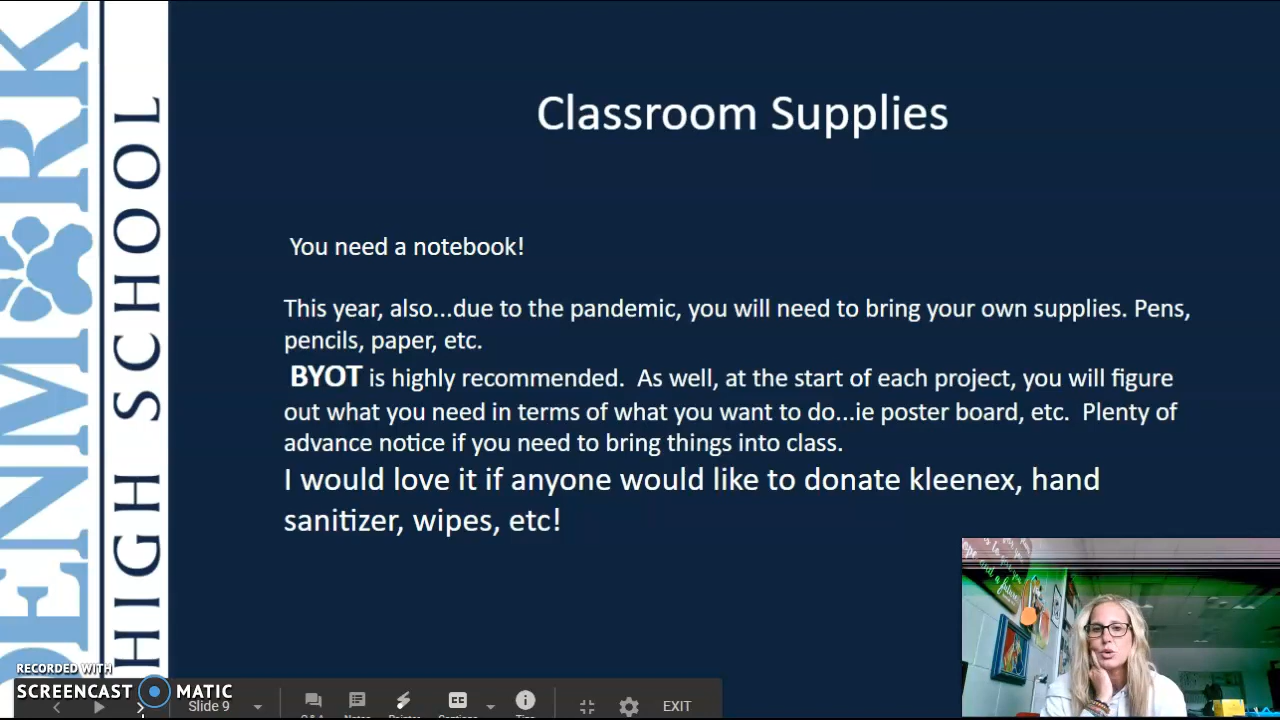 Classroom Supplies
You need a notebook!
This year, also...due to the pandemic, you will need to bring your own supplies. Pens,
pencils, paper, etc.
BYOT is highly recommended.  As well, at the start of each project, you will figure
out what you need in terms of what you want to do...ie poster board, etc.  Plenty of
advance notice if you need to bring things into class.
I would love it if anyone would like to donate kleenex, hand
sanitizer, wipes, etc!
HIGH SCHOOL
and a future
RECORDED WITH
SCREENCAST MATIC
Slide 9
EXIT